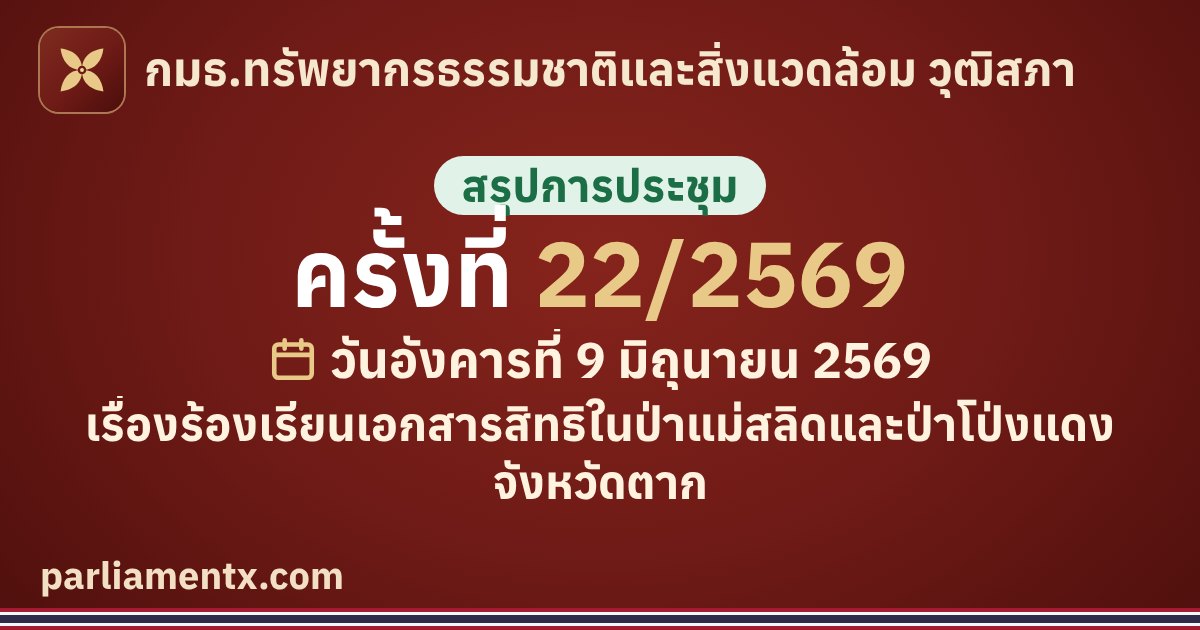 กมธ.ทรัพยากรธรรมชาติและสิ่งแวดล้อม วุฒิสภา
สรุปการประชุม
ครั้งที่ 22/2569
วันอังคารที่ 9 มิถุนายน 2569
เรื่องร้องเรียนเอกสารสิทธิในป่าแม่สลิดและป่าโป่งแดง
จังหวัดตาก
parliamentx.com